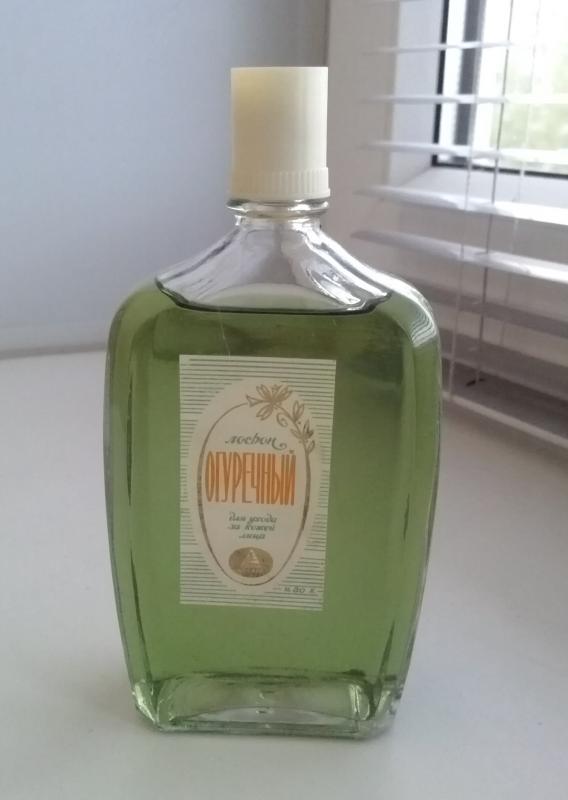 лосьон
ОГУРЕЧНЫЙ
для ухода
за кожей
лица